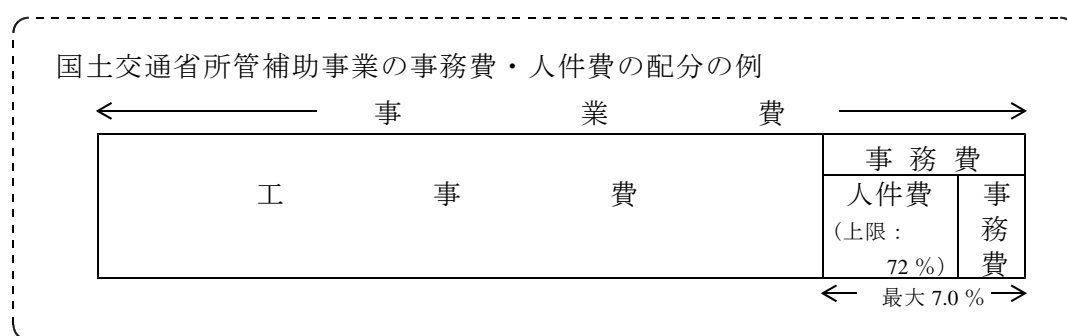 国土交通省所管補助事業の事務費・人件費の配分の例
事業費
事務費
工事費
人件費
(上限:
72 %)
事務費
最大 7.0 %